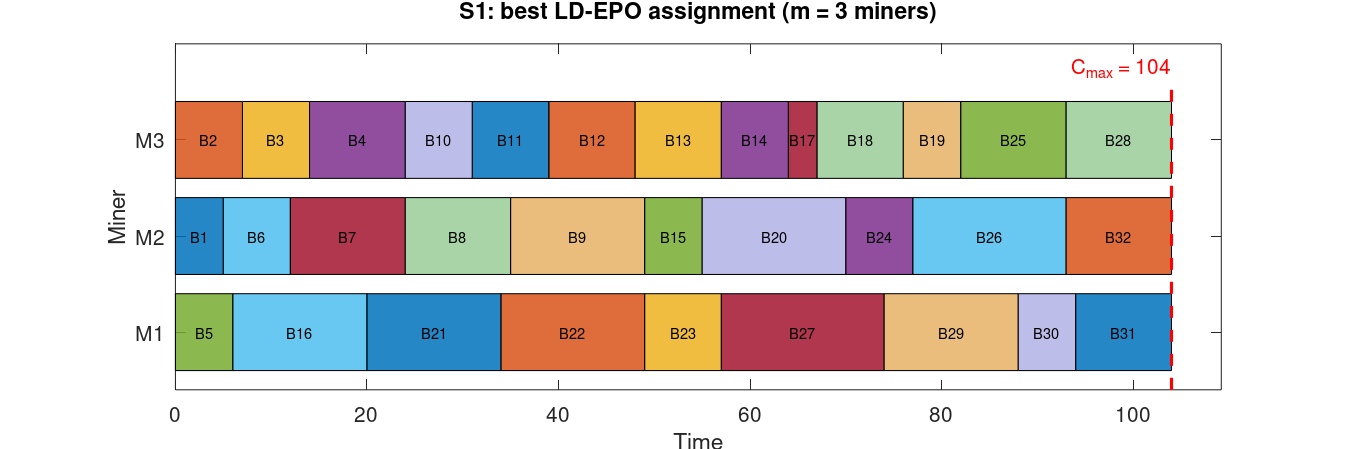 S1: best LD-EPO assignment (m = 3 miners)
Cmax = 104
M3 B2 B3 B4 B10 B11 B12 B13 B14 B17 B18 B19 B25 B28
Miner
M2 B1 B6 B7 B8 B9 B15 B20 B24 B26 B32
M1 B5 B16 B21 B22 B23 B27 B29 B30 B31
0 20 40 60 80 100
Time